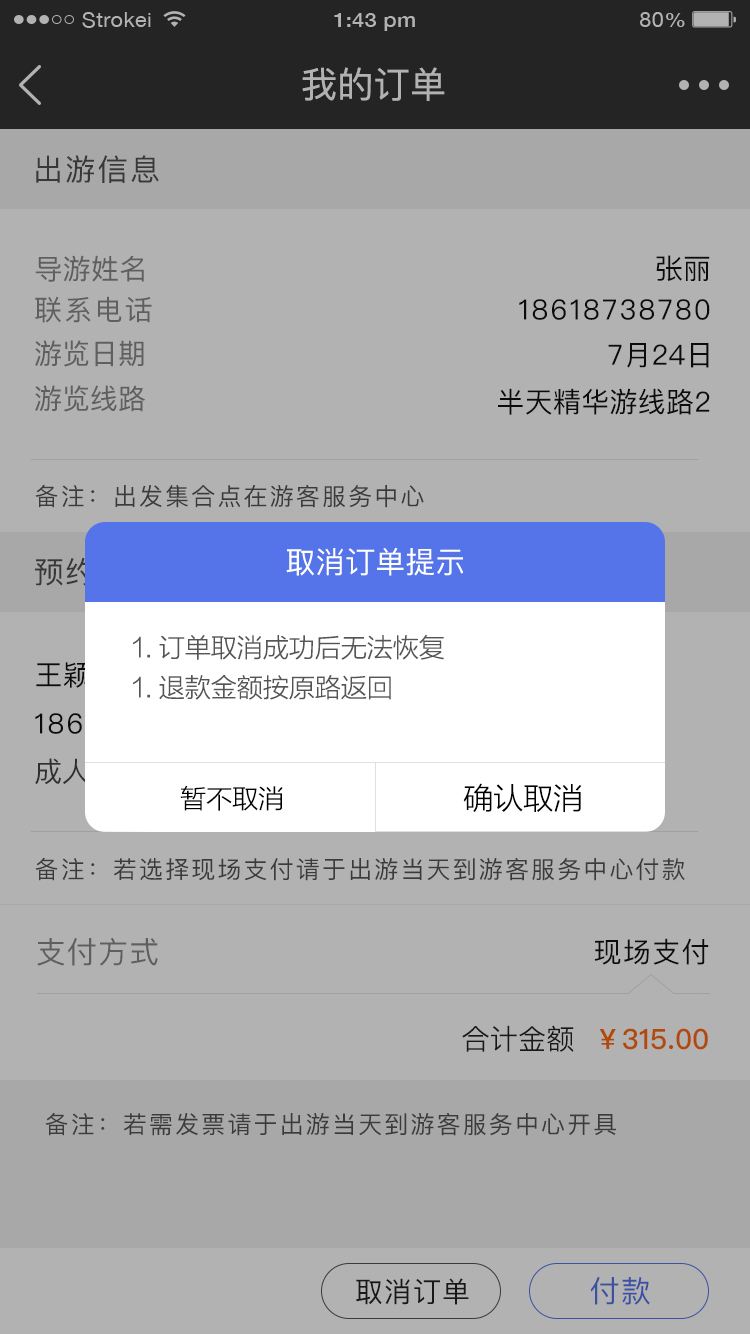 Strokei 1:43 pm 80%
我的订单
出游信息
导游姓名 张丽
联系电话 18618738780
游览日期 7月24日
游览线路 半天精华游线路2
备注：出发集合点在游客服务中心
预约
取消订单提示
1. 订单取消成功后无法恢复
1. 退款金额按原路返回
暂不取消 确认取消
王颖
186
成人
备注：若选择现场支付请于出游当天到游客服务中心付款
支付方式 现场支付
合计金额 ¥315.00
备注：若需发票请于出游当天到游客服务中心开具
取消订单 付款